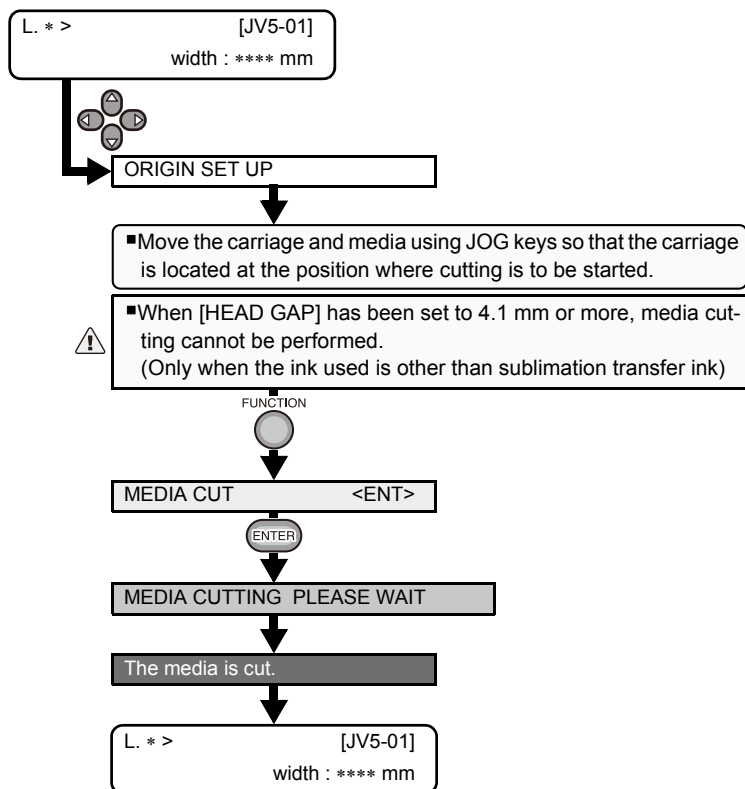 L. * > [JV5-01]
width : **** mm
ORIGIN SET UP
■Move the carriage and media using JOG keys so that the carriage
is located at the position where cutting is to be started.
■When [HEAD GAP] has been set to 4.1 mm or more, media cut-
ting cannot be performed.
(Only when the ink used is other than sublimation transfer ink)
FUNCTION
MEDIA CUT <ENT>
ENTER
MEDIA CUTTING PLEASE WAIT
The media is cut.
L. * > [JV5-01]
width : **** mm